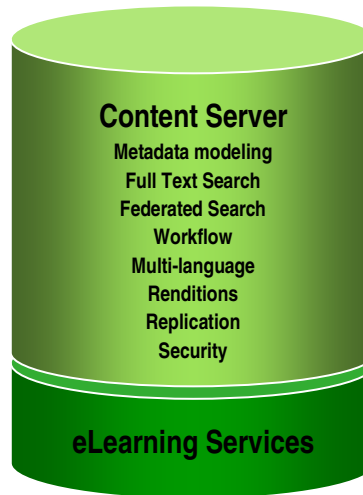 Content Server
Metadata modeling
Full Text Search
Federated Search
Workflow
Multi-language
Renditions
Replication
Security
eLearning Services